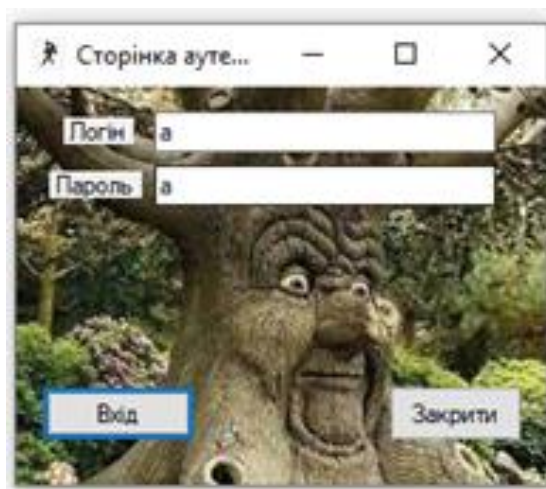 Сторінка ауте...
Логін
а
Пароль
а
Вхід
Закрити